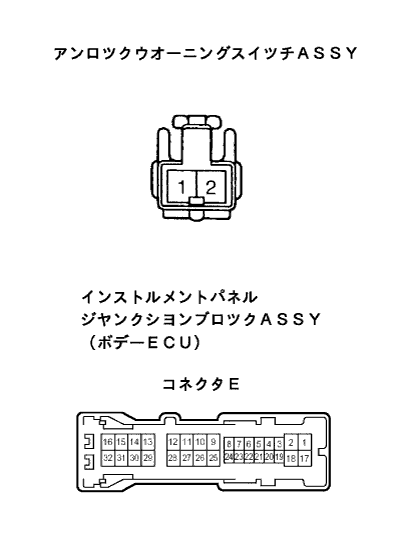 アンロツクウオーニングスイツチＡＳＳＹ
1 2
インストルメントパネル
ジヤンクシヨンブロツクＡＳＳＹ
（ボデーＥＣＵ）
コネクタＥ
16 15 14 13 12 11 10 9 8 7 6 5 4 3 2 1
32 31 30 29 28 27 26 25 24 23 22 21 20 19 18 17